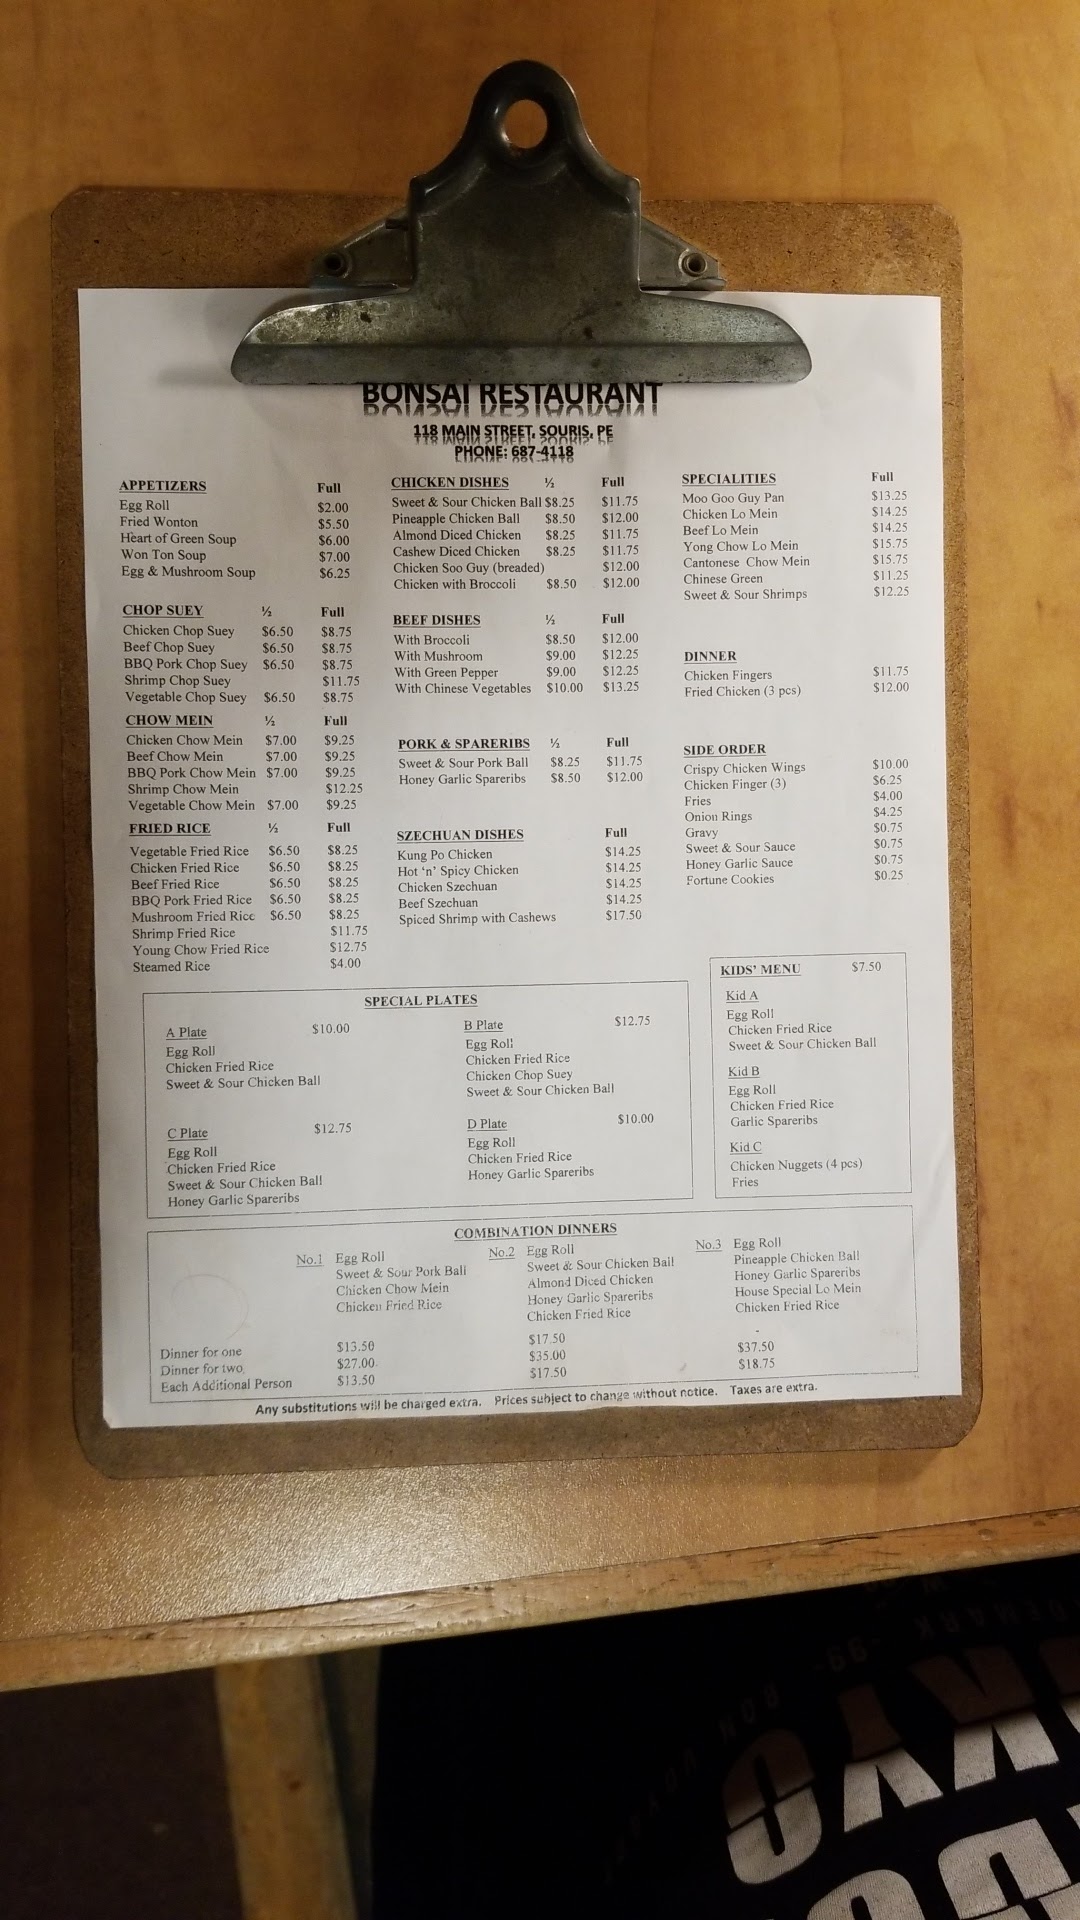 BONSAI RESTAURANT
118 MAIN STREET, SOURIS, PE
PHONE: 687-4118
APPETIZERS Full
Egg Roll $2.00
Fried Wonton $5.50
Heart of Green Soup $6.00
Won Ton Soup $7.00
Egg & Mushroom Soup $6.25
CHOP SUEY ½ Full
Chicken Chop Suey $6.50 $8.75
Beef Chop Suey $6.50 $8.75
BBQ Pork Chop Suey $6.50 $8.75
Shrimp Chop Suey $11.75
Vegetable Chop Suey $6.50 $8.75
CHOW MEIN ½ Full
Chicken Chow Mein $7.00 $9.25
Beef Chow Mein $7.00 $9.25
BBQ Pork Chow Mein $7.00 $9.25
Shrimp Chow Mein $12.25
Vegetable Chow Mein $7.00 $9.25
FRIED RICE ½ Full
Vegetable Fried Rice $6.50 $8.25
Chicken Fried Rice $6.50 $8.25
Beef Fried Rice $6.50 $8.25
BBQ Pork Fried Rice $6.50 $8.25
Mushroom Fried Rice $6.50 $8.25
Shrimp Fried Rice $11.75
Young Chow Fried Rice $12.75
Steamed Rice $4.00
CHICKEN DISHES ½ Full
Sweet & Sour Chicken Ball $8.25 $11.75
Pineapple Chicken Ball $8.50 $12.00
Almond Diced Chicken $8.25 $11.75
Cashew Diced Chicken $8.25 $11.75
Chicken Soo Guy (breaded) $12.00
Chicken with Broccoli $8.50 $12.00
BEEF DISHES ½ Full
With Broccoli $8.50 $12.00
With Mushroom $9.00 $12.25
With Green Pepper $9.00 $12.25
With Chinese Vegetables $10.00 $13.25
PORK & SPARERIBS ½ Full
Sweet & Sour Pork Ball $8.25 $11.75
Honey Garlic Spareribs $8.50 $12.00
SZECHUAN DISHES Full
Kung Po Chicken $14.25
Hot 'n' Spicy Chicken $14.25
Chicken Szechuan $14.25
Beef Szechuan $14.25
Spiced Shrimp with Cashews $17.50
SPECIALITIES Full
Moo Goo Guy Pan $13.25
Chicken Lo Mein $14.25
Beef Lo Mein $14.25
Yong Chow Lo Mein $15.75
Cantonese Chow Mein $15.75
Chinese Green $11.25
Sweet & Sour Shrimps $12.25
DINNER
Chicken Fingers $11.75
Fried Chicken (3 pcs) $12.00
SIDE ORDER
Crispy Chicken Wings $10.00
Chicken Finger (3) $6.25
Fries $4.00
Onion Rings $4.25
Gravy $0.75
Sweet & Sour Sauce $0.75
Honey Garlic Sauce $0.75
Fortune Cookies $0.25
SPECIAL PLATES
A Plate $10.00
Egg Roll
Chicken Fried Rice
Sweet & Sour Chicken Ball
B Plate $12.75
Egg Roll
Chicken Fried Rice
Chicken Chop Suey
Sweet & Sour Chicken Ball
C Plate $12.75
Egg Roll
Chicken Fried Rice
Sweet & Sour Chicken Ball
Honey Garlic Spareribs
D Plate $10.00
Egg Roll
Chicken Fried Rice
Honey Garlic Spareribs
KIDS' MENU $7.50
Kid A
Egg Roll
Chicken Fried Rice
Sweet & Sour Chicken Ball
Kid B
Egg Roll
Chicken Fried Rice
Garlic Spareribs
Kid C
Chicken Nuggets (4 pcs)
Fries
COMBINATION DINNERS
No.1 Egg Roll
Sweet & Sour Pork Ball
Chicken Chow Mein
Chicken Fried Rice
No.2 Egg Roll
Sweet & Sour Chicken Ball
Almond Diced Chicken
Honey Garlic Spareribs
Chicken Fried Rice
No.3 Egg Roll
Pineapple Chicken Ball
Honey Garlic Spareribs
House Special Lo Mein
Chicken Fried Rice
Dinner for one $13.50 $17.50 -
Dinner for two, $27.00 $35.00 $37.50
Each Additional Person $13.50 $17.50 $18.75
Any substitutions will be charged extra. Prices subject to change without notice. Taxes are extra.